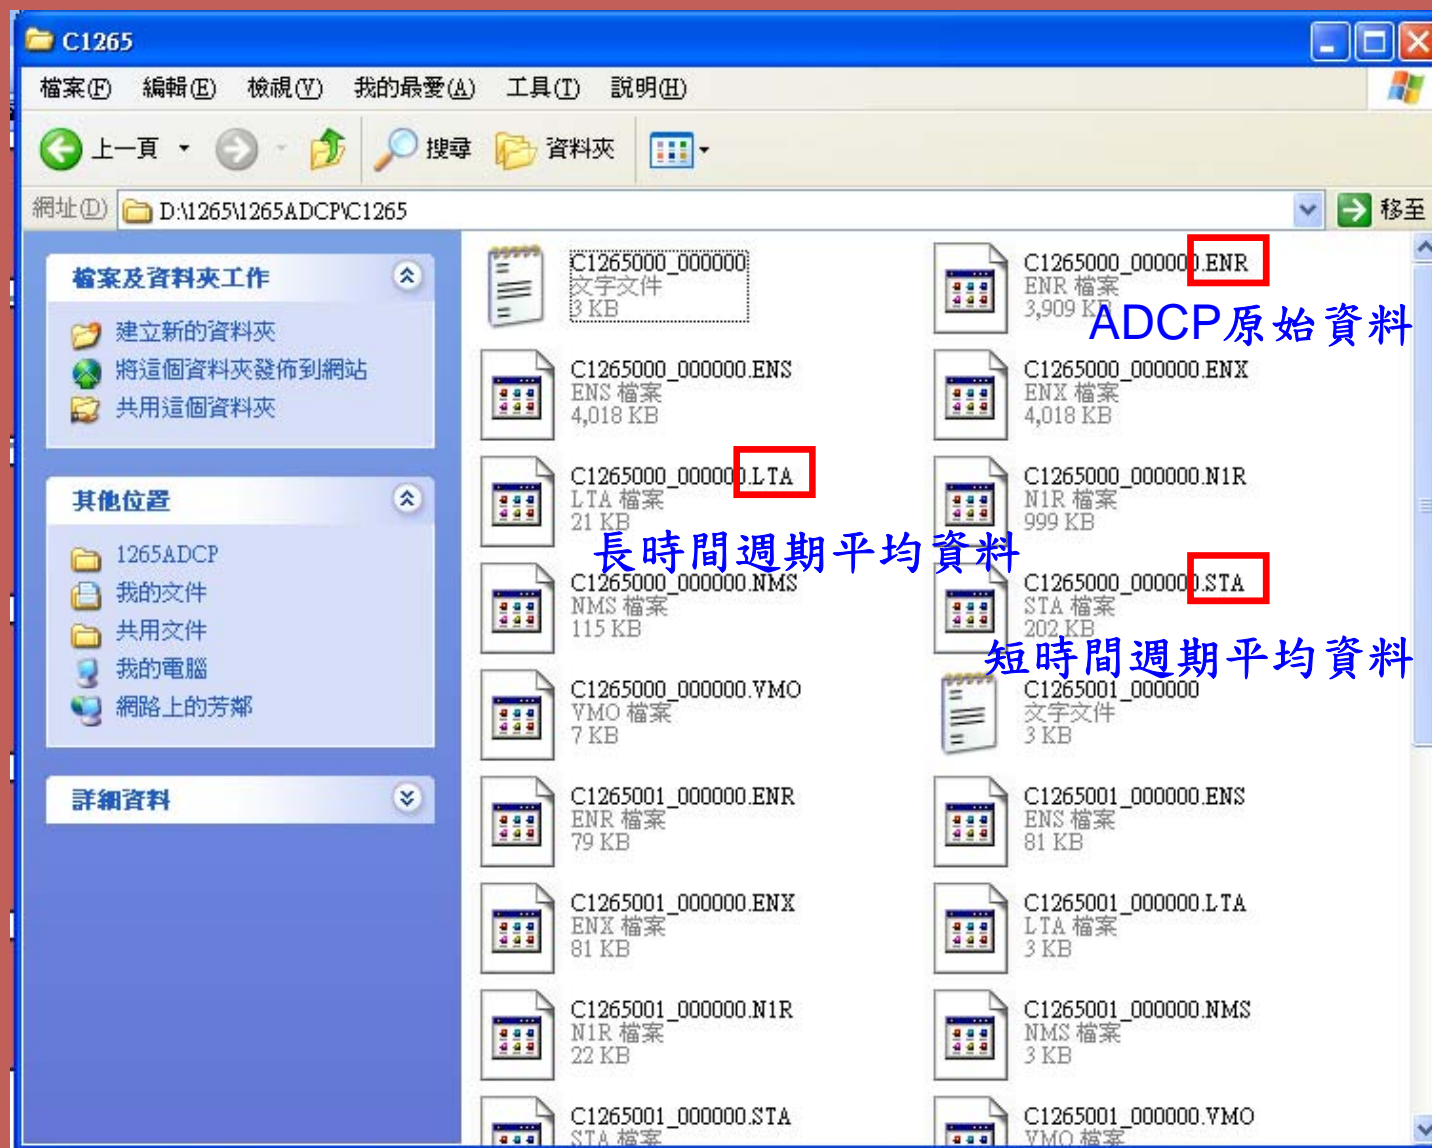 C1265
檔案(F) 編輯(E) 檢視(V) 我的最愛(A) 工具(T) 說明(H)
上一頁 搜尋 資料夾
網址(D) D:\1265\1265ADCP\C1265 移至
檔案及資料夾工作
建立新的資料夾
將這個資料夾發佈到網站
共用這個資料夾
其他位置
1265ADCP
我的文件
共用文件
我的電腦
網路上的芳鄰
詳細資料
C1265000_000000
文字文件
3 KB
C1265000_000000.ENR
ENR 檔案
3,909 KB
ADCP原始資料
C1265000_000000.ENS
ENS 檔案
4,018 KB
C1265000_000000.ENX
ENX 檔案
4,018 KB
C1265000_000000.LTA
LTA 檔案
21 KB
長時間週期平均資料
C1265000_000000.N1R
N1R 檔案
999 KB
C1265000_000000.NMS
NMS 檔案
115 KB
C1265000_000000.STA
STA 檔案
202 KB
短時間週期平均資料
C1265000_000000.VMO
VMO 檔案
7 KB
C1265001_000000
文字文件
3 KB
C1265001_000000.ENR
ENR 檔案
79 KB
C1265001_000000.ENS
ENS 檔案
81 KB
C1265001_000000.ENX
ENX 檔案
81 KB
C1265001_000000.LTA
LTA 檔案
3 KB
C1265001_000000.N1R
N1R 檔案
22 KB
C1265001_000000.NMS
NMS 檔案
3 KB
C1265001_000000.STA
STA 檔案
C1265001_000000.VMO
VMO 檔案